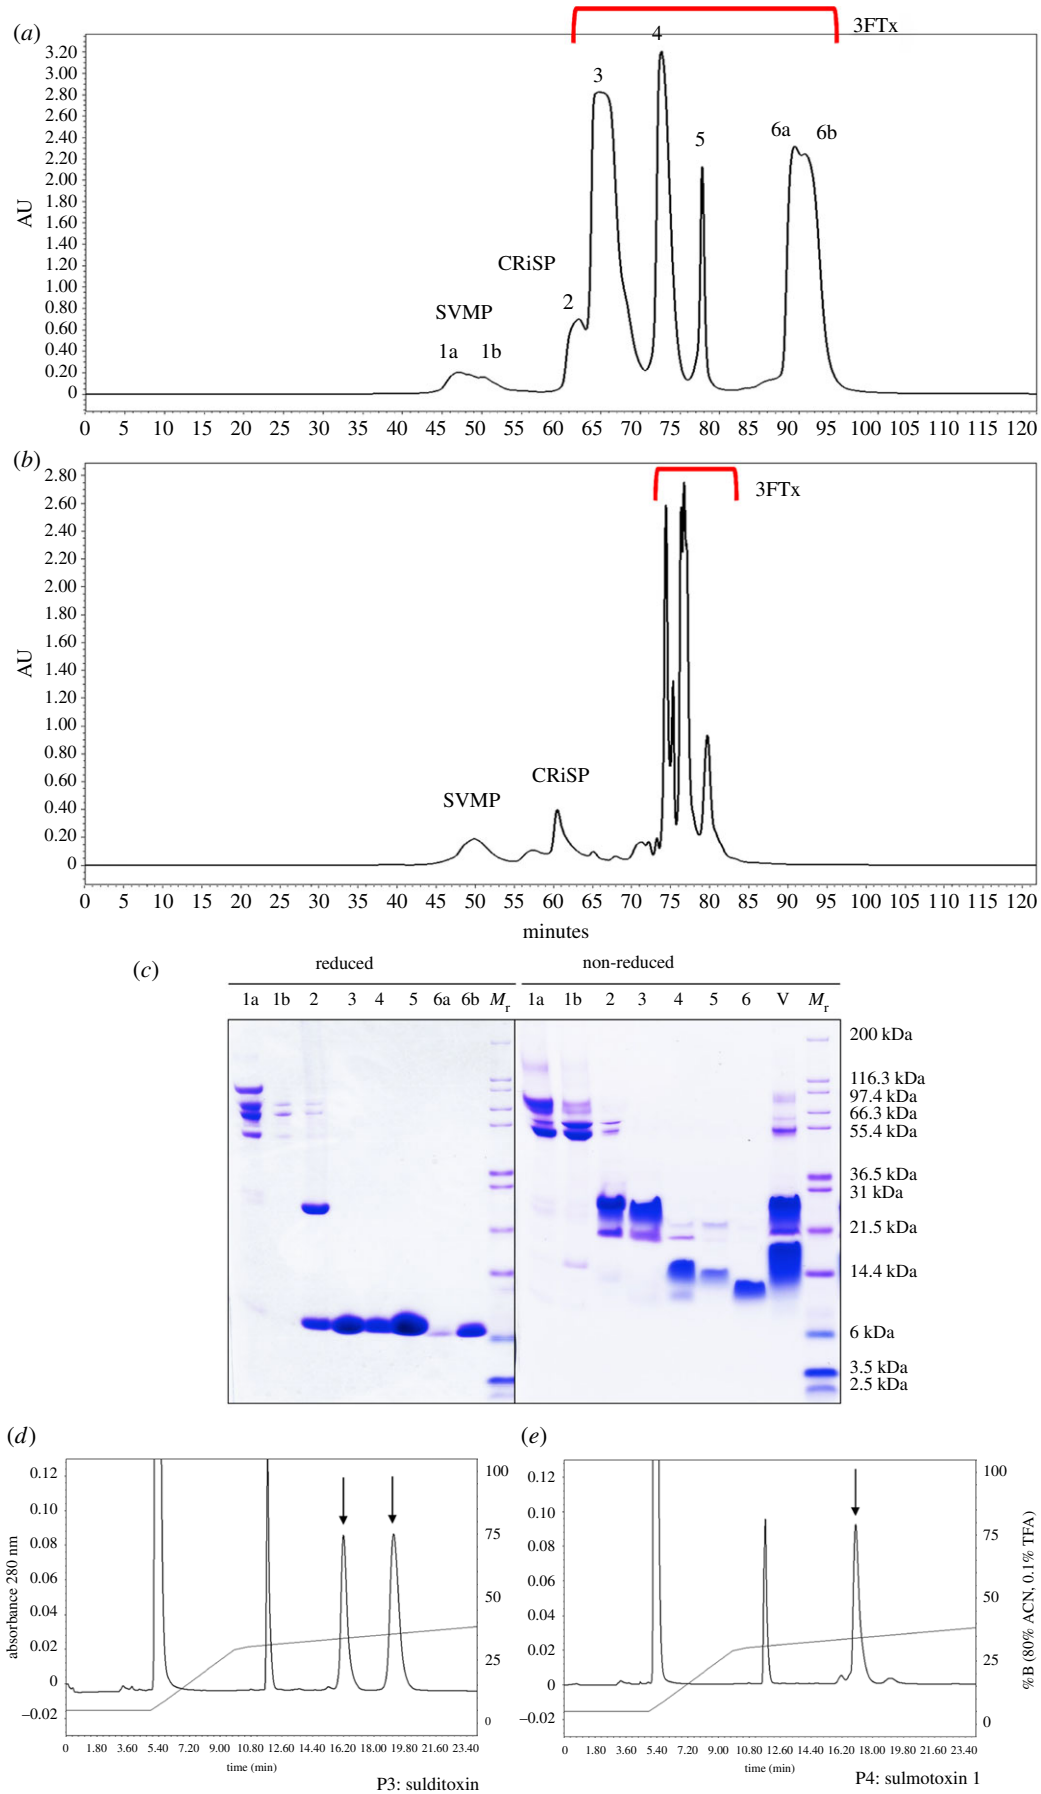 (a)
3FTx
3
4
5
6a 6b
CRiSP
2
SVMP
1a 1b
AU
3.20
3.00
2.80
2.60
2.40
2.20
2.00
1.80
1.60
1.40
1.20
1.00
0.80
0.60
0.40
0.20
0
0 5 10 15 20 25 30 35 40 45 50 55 60 65 70 75 80 85 90 95 100 105 110 115 120
(b)
3FTx
CRiSP
SVMP
AU
2.80
2.60
2.40
2.20
2.00
1.80
1.60
1.40
1.20
1.00
0.80
0.60
0.40
0.20
0
0 5 10 15 20 25 30 35 40 45 50 55 60 65 70 75 80 85 90 95 100 105 110 115 120
minutes
(c)
reduced non-reduced
1a 1b 2 3 4 5 6a 6b Mr 1a 1b 2 3 4 5 6 V Mr
200 kDa
116.3 kDa
97.4 kDa
66.3 kDa
55.4 kDa
36.5 kDa
31 kDa
21.5 kDa
14.4 kDa
6 kDa
3.5 kDa
2.5 kDa
(d)
absorbance 280 nm
0.12
0.10
0.08
0.06
0.04
0.02
0
–0.02
100
75
50
25
0
0 1.80 3.60 5.40 7.20 9.00 10.80 12.60 14.40 16.20 18.00 19.80 21.60 23.40
time (min)
P3: sulditoxin
(e)
0.12
0.10
0.08
0.06
0.04
0.02
0
–0.02
100
75
50
25
0
%B (80% ACN, 0.1% TFA)
0 1.80 3.60 5.40 7.20 9.00 10.80 12.60 14.40 16.20 18.00 19.80 21.60 23.40
time (min)
P4: sulmotoxin 1